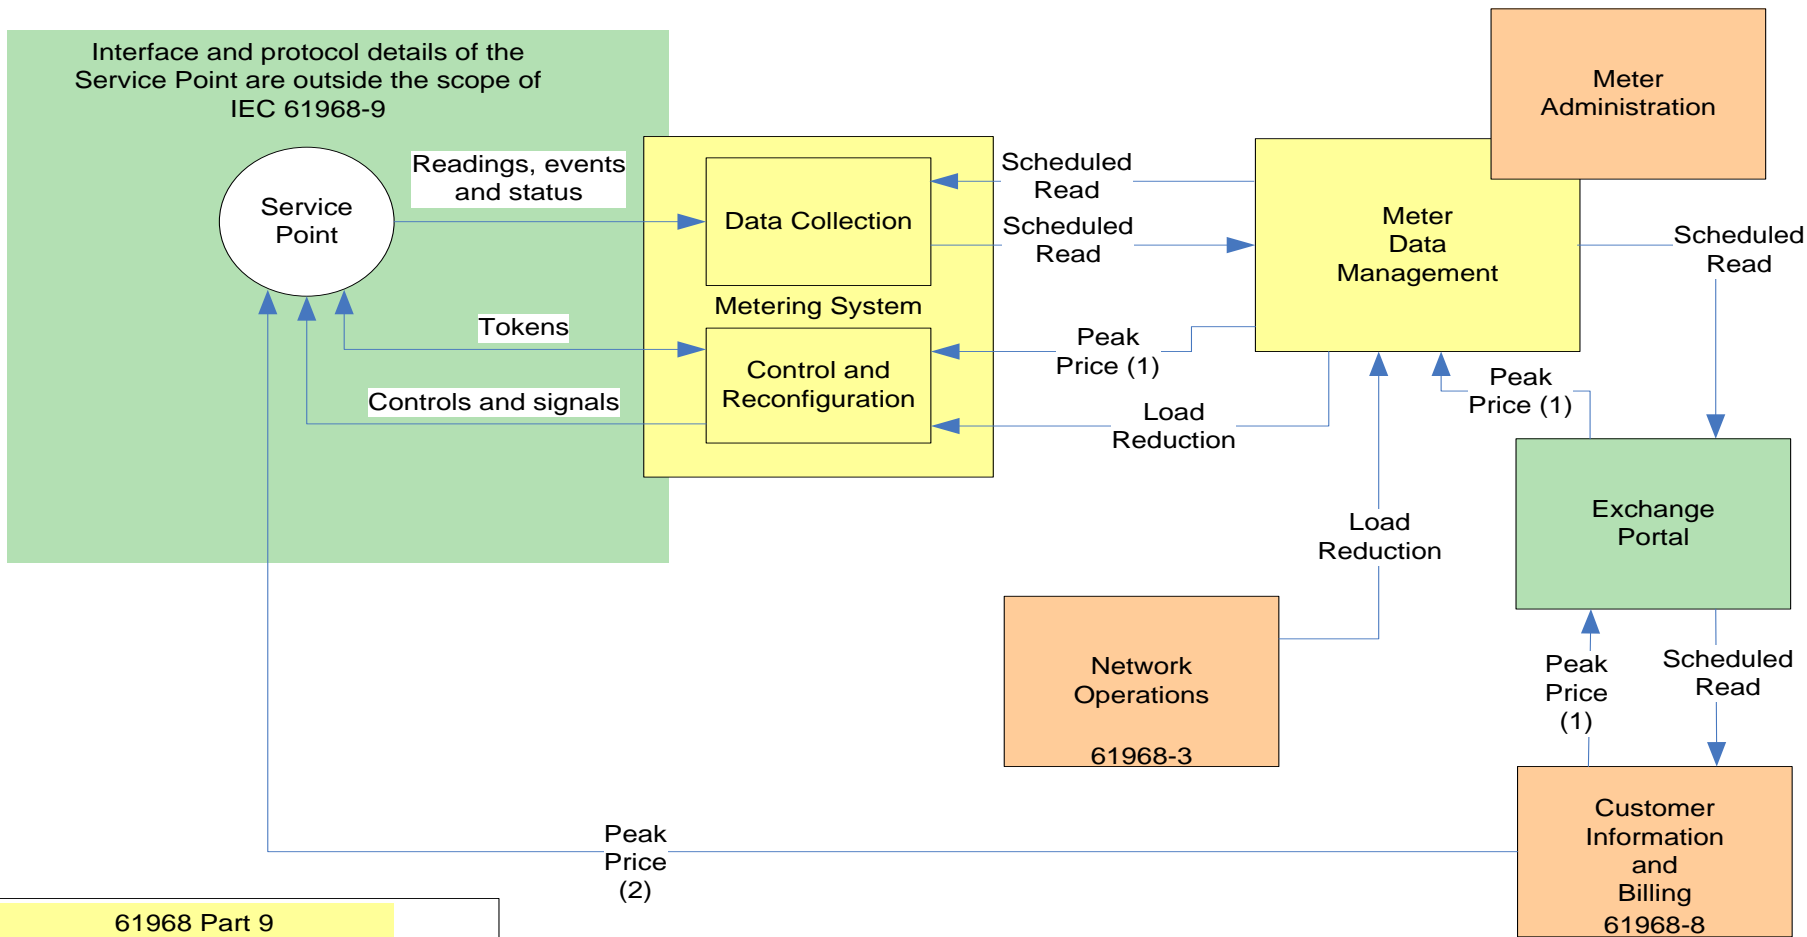 Interface and protocol details of the
Service Point are outside the scope of
IEC 61968-9
Meter
Administration
Readings, events
and status
Service
Point
Data Collection
Scheduled
Read
Scheduled
Read
Meter
Data
Management
Scheduled
Read
Metering System
Tokens
Control and
Reconfiguration
Peak
Price (1)
Controls and signals
Load
Reduction
Peak
Price (1)
Exchange
Portal
Load
Reduction
Network
Operations
61968-3
Peak
Price
(1)
Scheduled
Read
Customer
Information
and
Billing
61968-8
Peak
Price
(2)
61968 Part 9